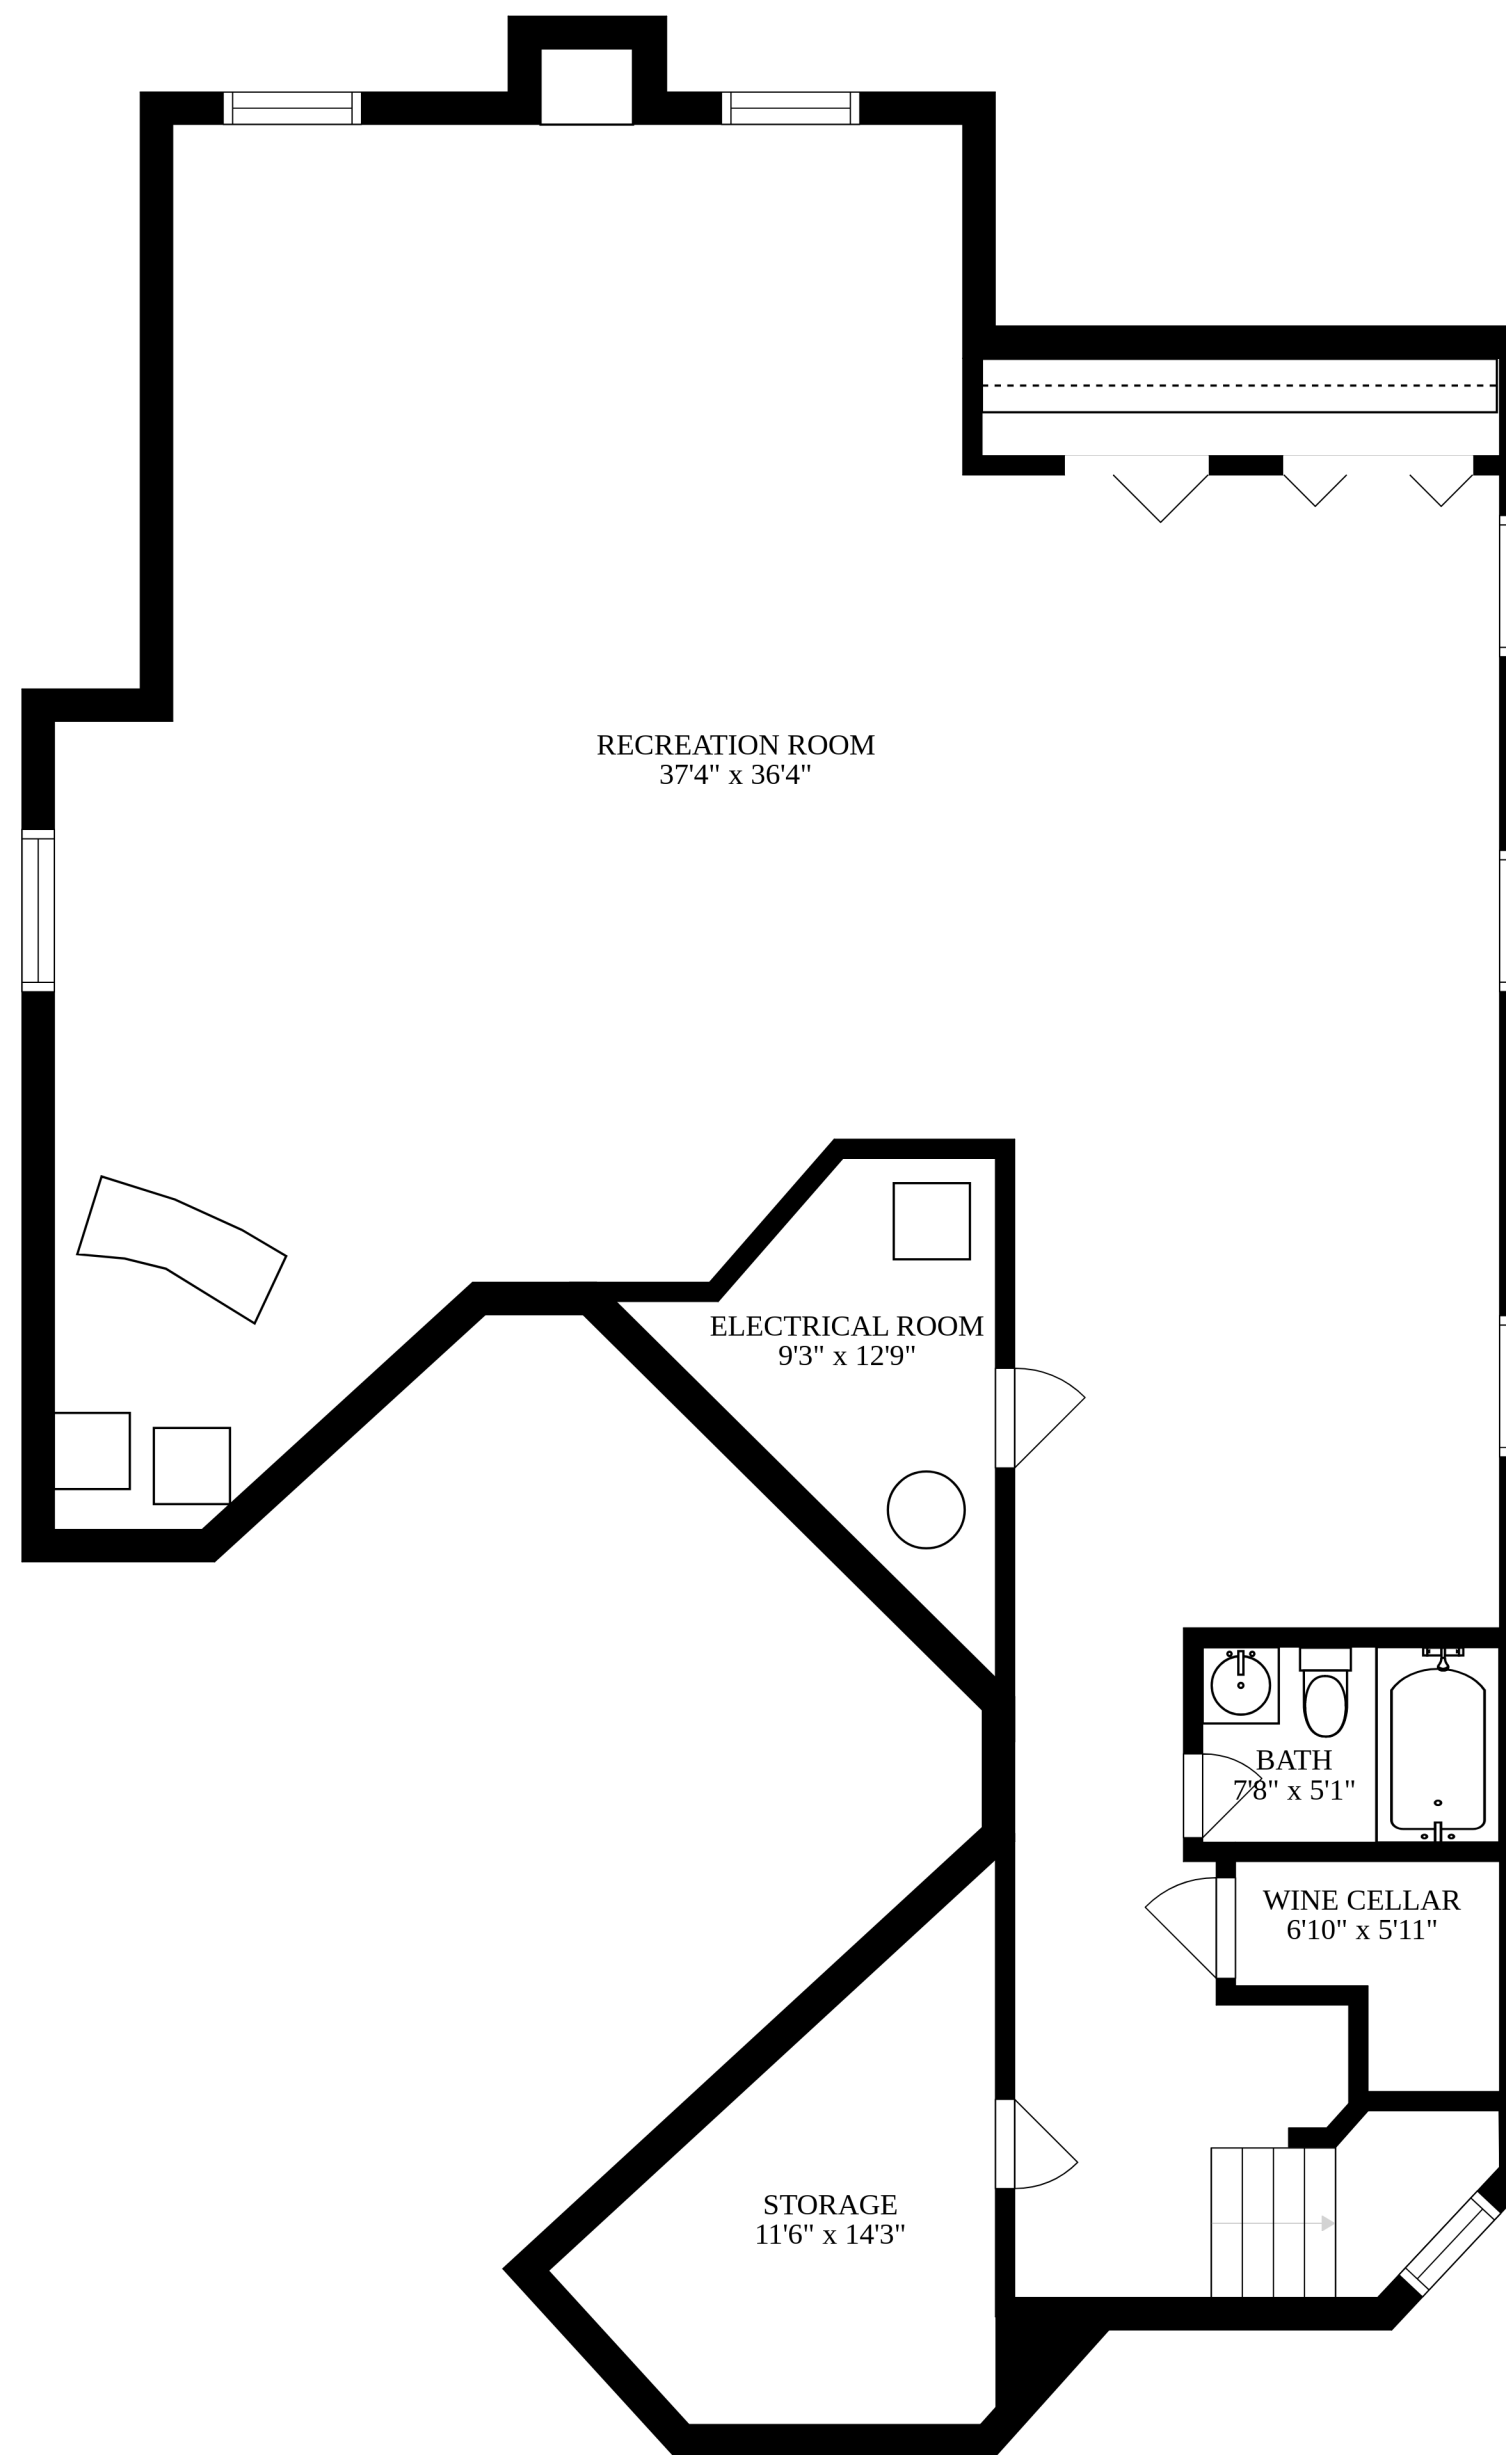 RECREATION ROOM
37'4" x 36'4"
ELECTRICAL ROOM
9'3" x 12'9"
BATH
7'8" x 5'1"
WINE CELLAR
6'10" x 5'11"
STORAGE
11'6" x 14'3"